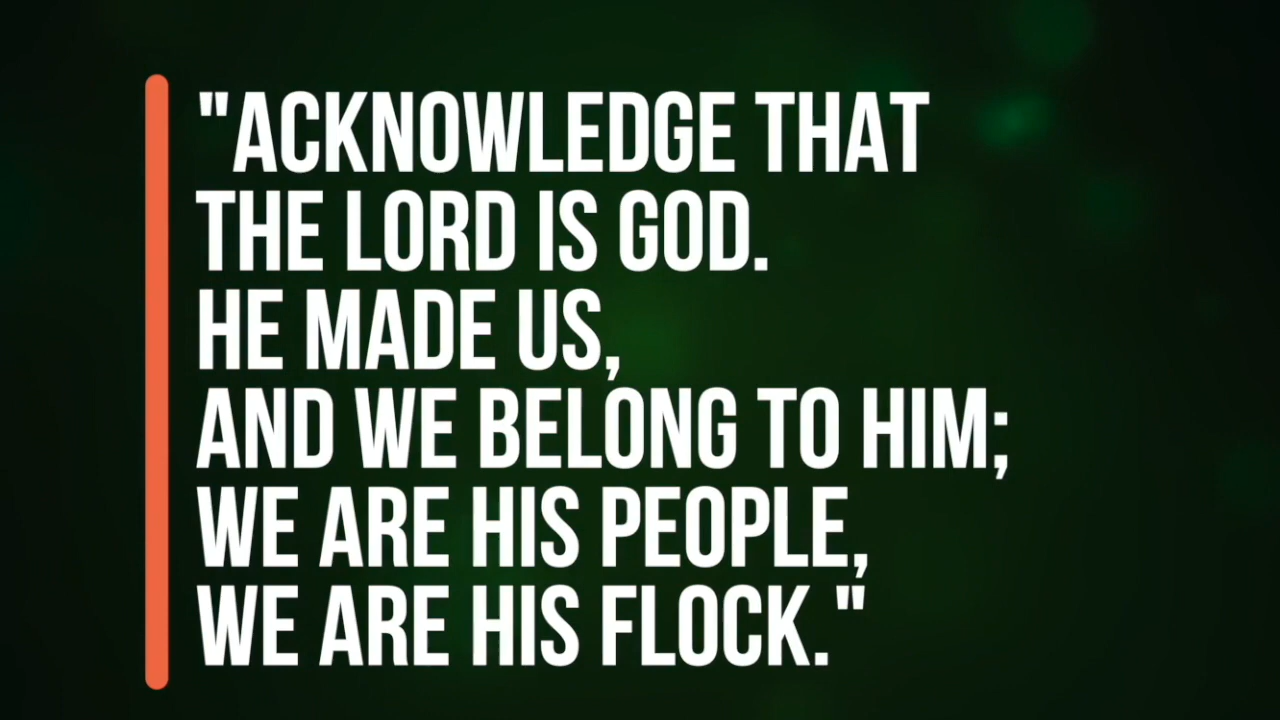 "ACKNOWLEDGE THAT
THE LORD IS GOD.
HE MADE US,
AND WE BELONG TO HIM;
WE ARE HIS PEOPLE,
WE ARE HIS FLOCK."